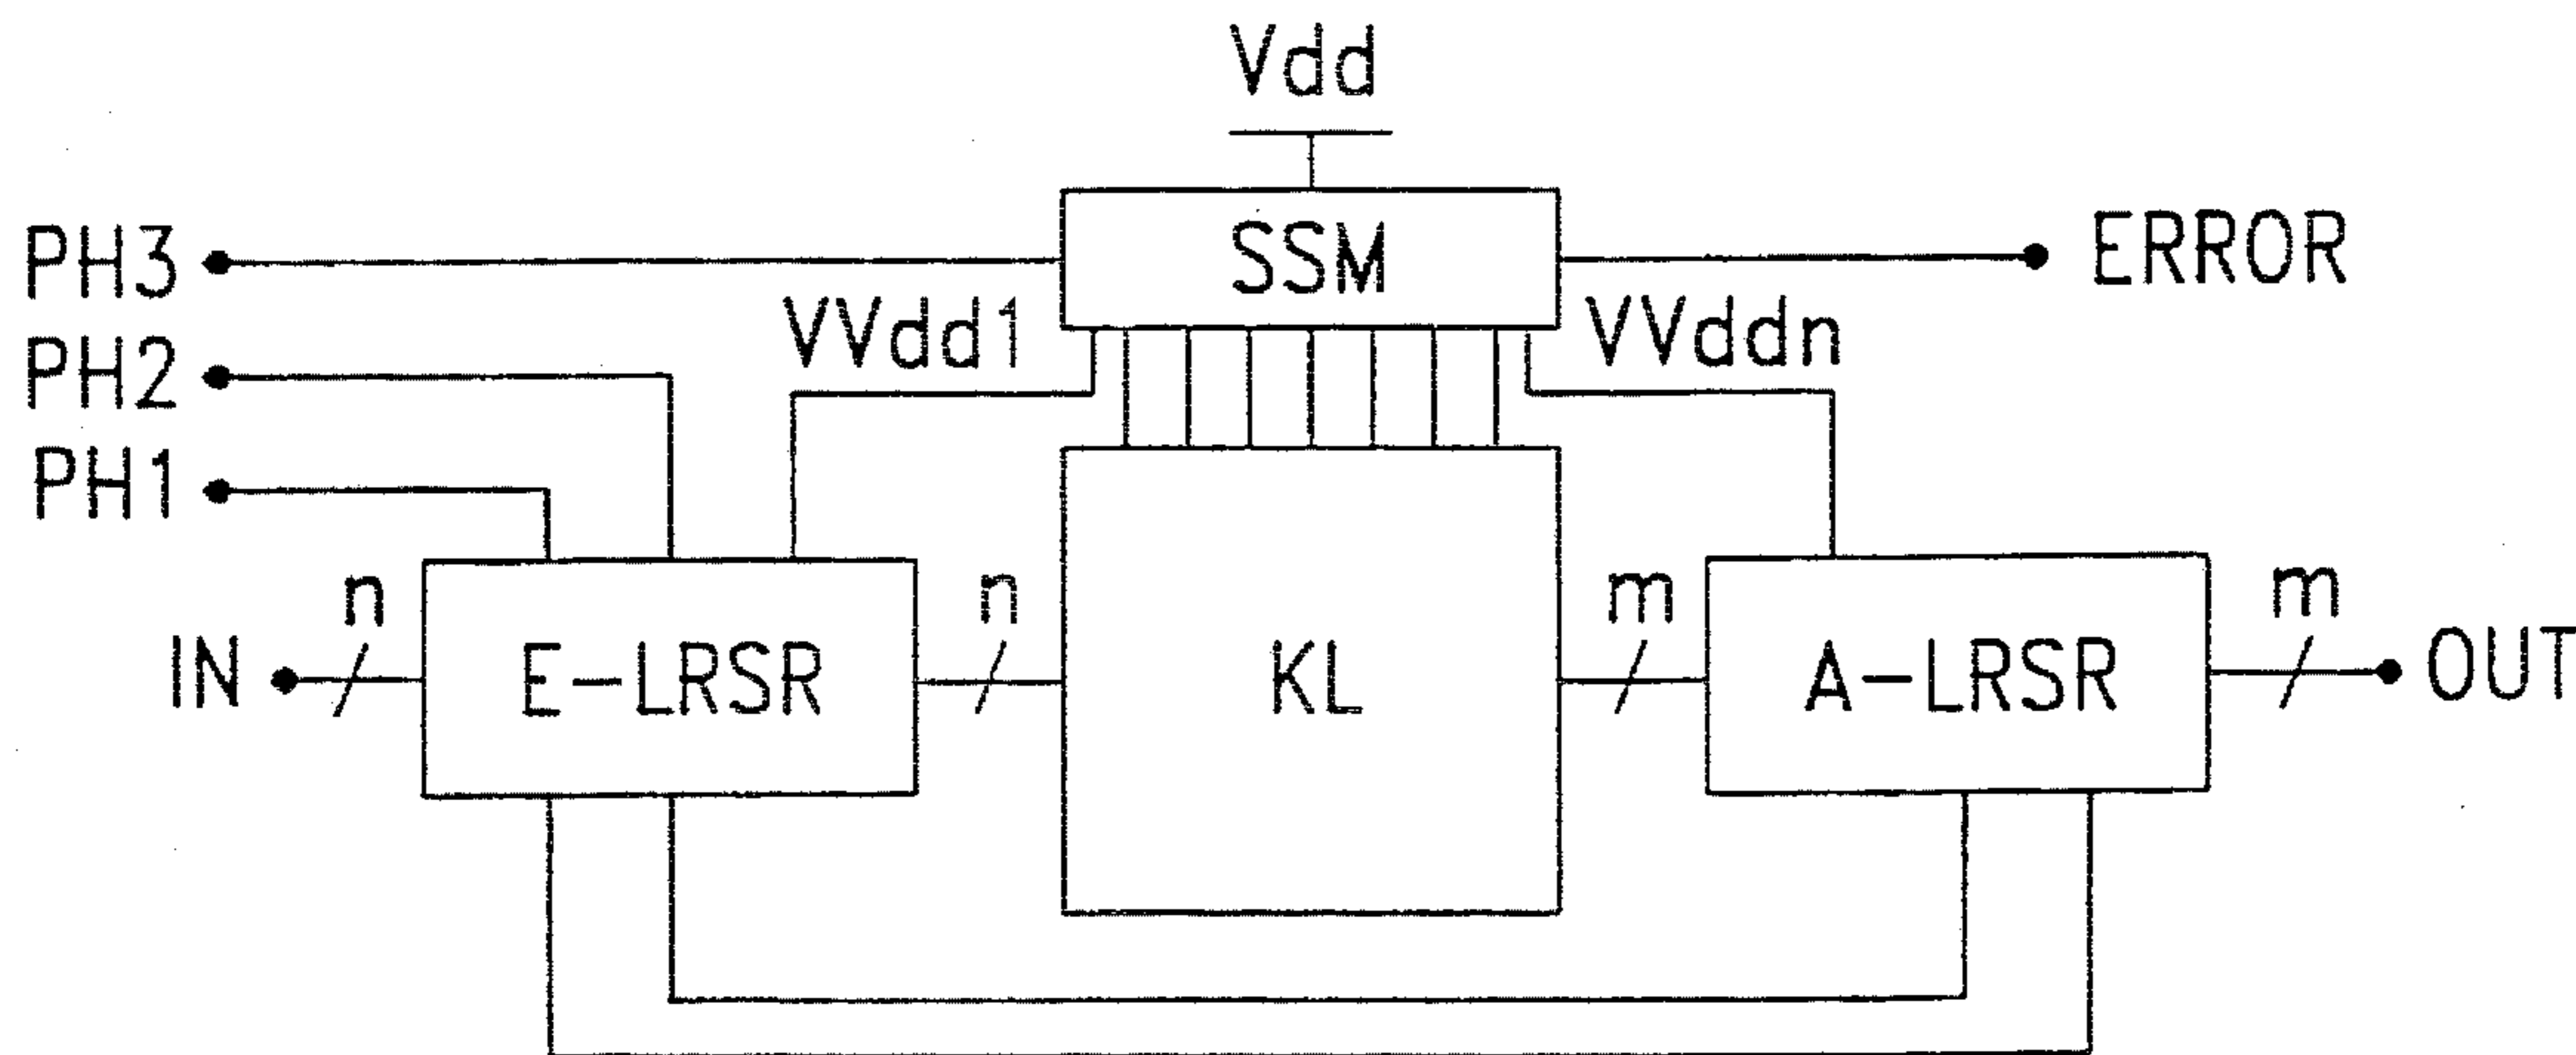 Vdd
PH3
SSM
ERROR
VVdd1
VVddn
PH2
PH1
n
n
m
m
IN
E-LRSR
KL
A-LRSR
OUT